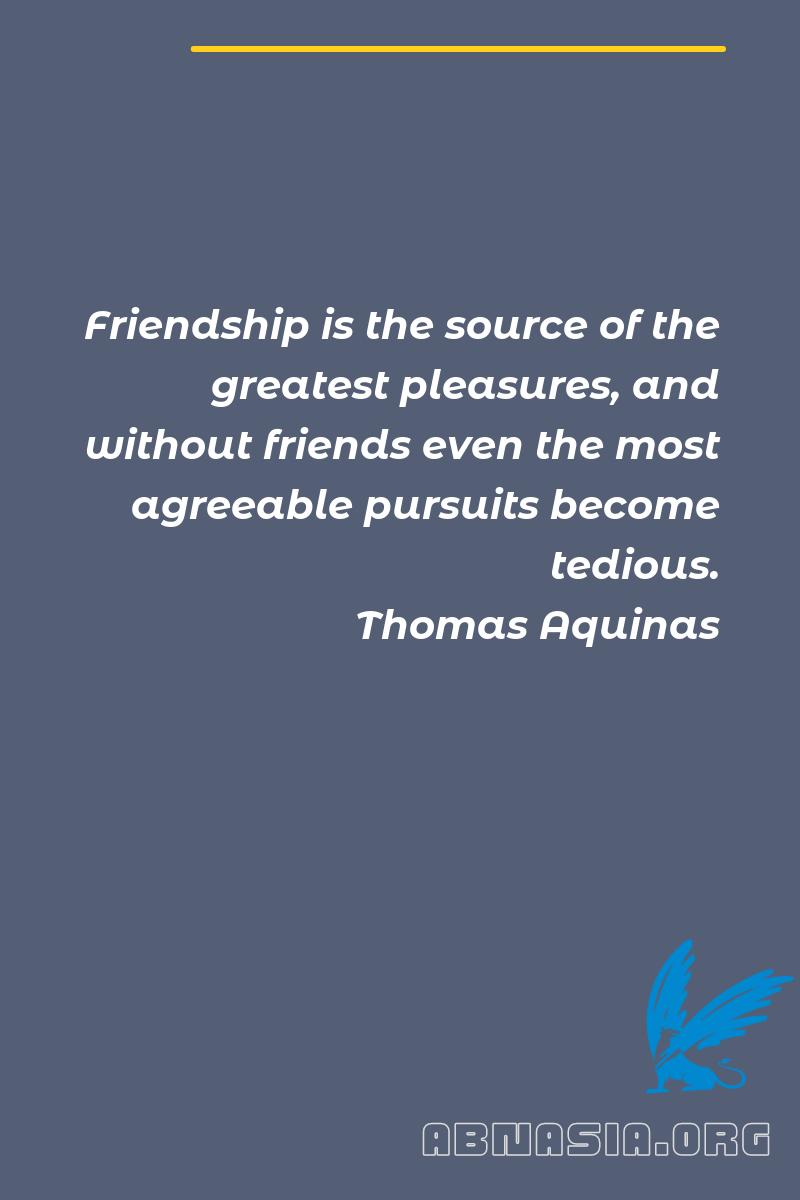 Friendship is the source of the
greatest pleasures, and
without friends even the most
agreeable pursuits become
tedious.
Thomas Aquinas
ABNASIA.ORG